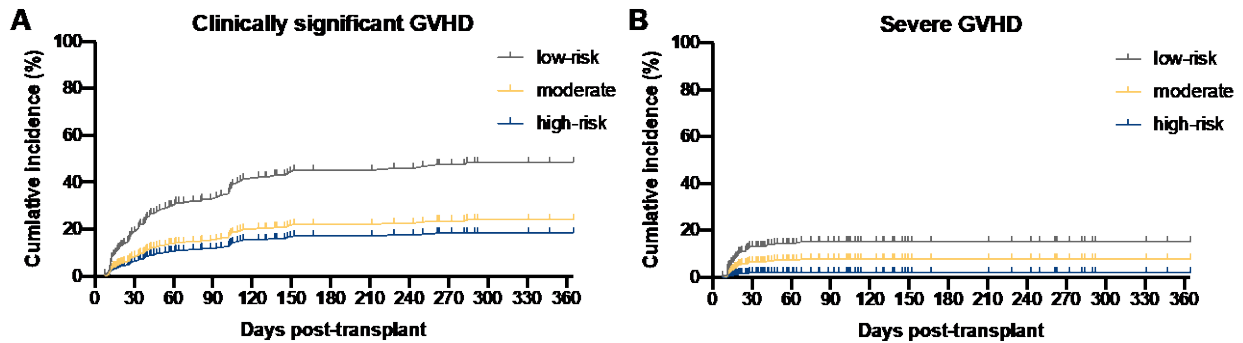 A
Clinically significant GVHD
Cumlative incidence (%)
100
80
60
40
20
0
low-risk
moderate
high-risk
0 30 60 90 120 150 180 210 240 270 300 330 360
Days post-transplant
B
Severe GVHD
Cumlative incidence (%)
100
80
60
40
20
0
low-risk
moderate
high-risk
0 30 60 90 120 150 180 210 240 270 300 330 360
Days post-transplant